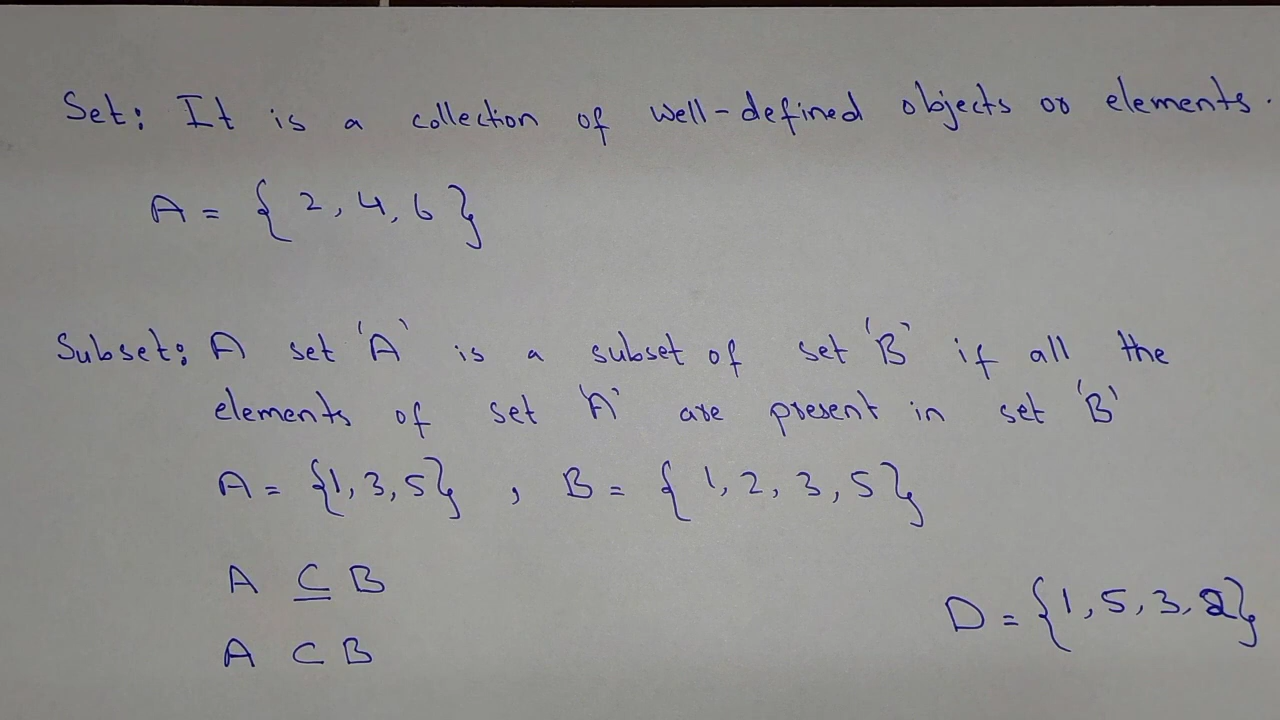 Set: It is a collection of well-defined objects or elements.
A = { 2, 4, 6 }
Subset: A set 'A' is a subset of set 'B' if all the
elements of set 'A' are present in set 'B'
A = {1, 3, 5} , B = { 1, 2, 3, 5 }
A ⊆ B
D = {1, 5, 3, 2}
A ⊂ B